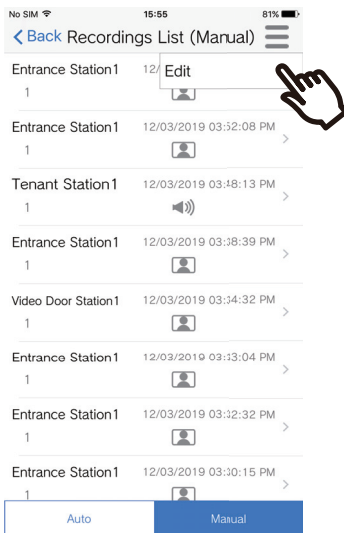 No SIM 15:55 81%
Back Recordings List (Manual)
Entrance Station1 12/
Edit
1
Entrance Station1 12/03/2019 03:52:08 PM
1
Tenant Station1 12/03/2019 03:48:13 PM
1
Entrance Station1 12/03/2019 03:38:39 PM
1
Video Door Station1 12/03/2019 03:34:32 PM
1
Entrance Station1 12/03/2019 03:33:04 PM
1
Entrance Station1 12/03/2019 03:32:32 PM
1
Entrance Station1 12/03/2019 03:30:15 PM
1
Auto Manual